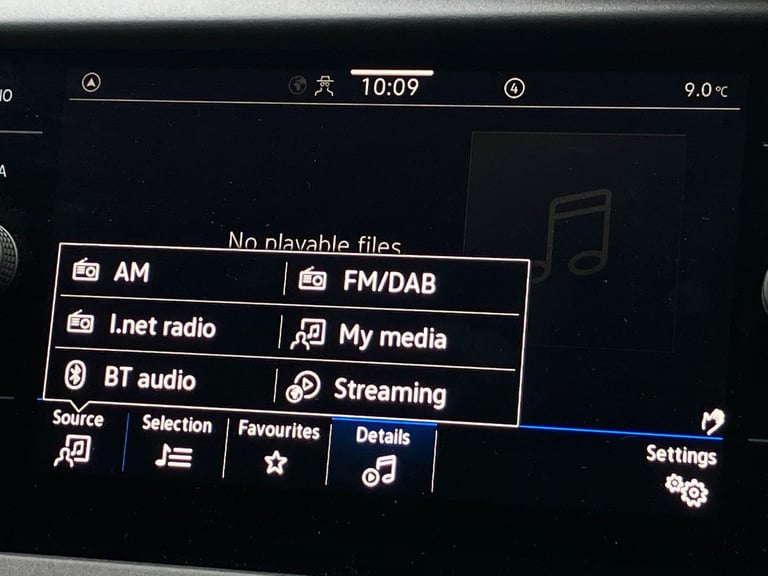 10:09
4
9.0°C
No playable files
AM
FM/DAB
I.net radio
My media
BT audio
Streaming
Source
Selection
Favourites
Details
Settings